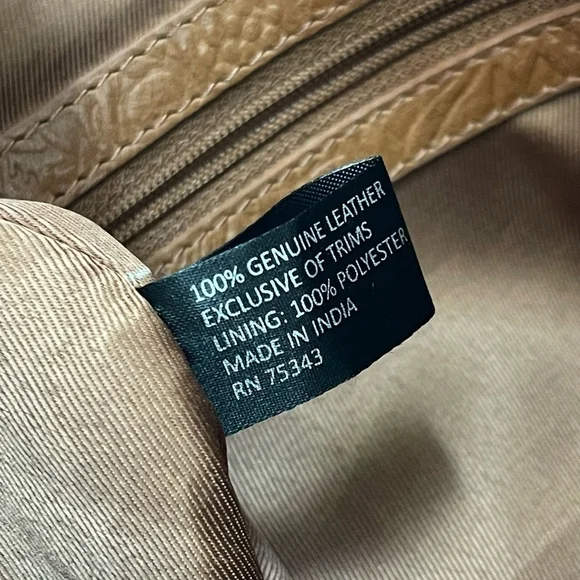 100% GENUINE LEATHER
EXCLUSIVE OF TRIMS
LINING: 100% POLYESTER
MADE IN INDIA
RN 75343